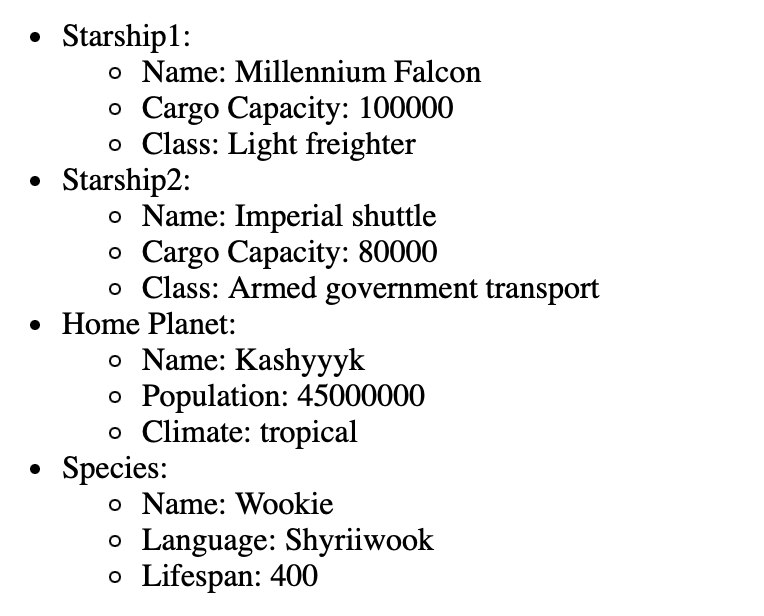 Starship1:
Name: Millennium Falcon
Cargo Capacity: 100000
Class: Light freighter
Starship2:
Name: Imperial shuttle
Cargo Capacity: 80000
Class: Armed government transport
Home Planet:
Name: Kashyyyk
Population: 45000000
Climate: tropical
Species:
Name: Wookie
Language: Shyriiwook
Lifespan: 400